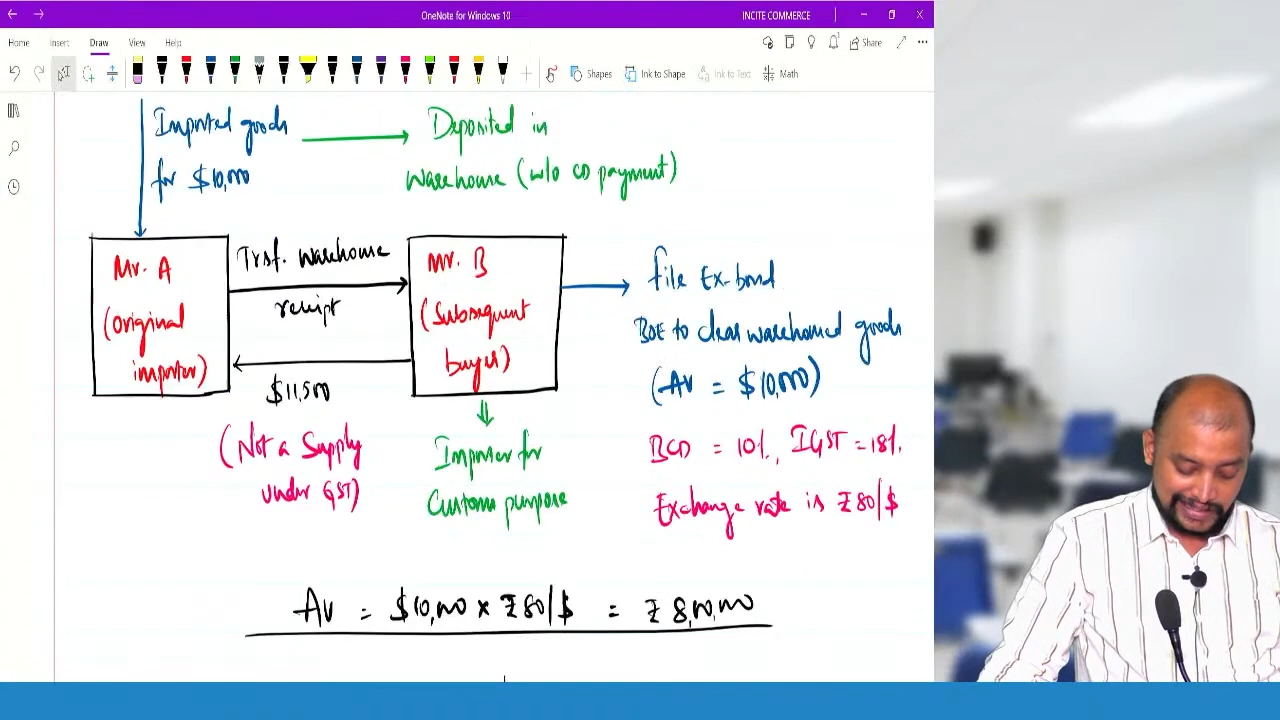 OneNote for Windows 10
INCITE COMMERCE
Home Insert Draw View Help
Share
Shapes Ink to Shape Ink to Text Math
Imported goods
for $10,000
Deposited in
warehouse (w/o CD payment)
Mr. A
(Original
importer)
Trsf. warehouse
receipt
$11,500
(Not a Supply
under GST)
Mr. B
(Subsequent
buyer)
Importer for
Custom purpose
File Ex-bond
BOE to clear warehoused goods
(AV = $10,000)
BCD = 10%, IGST = 18%.
Exchange rate is ₹80/$
AV = $10,000 x ₹80/$ = ₹8,00,000